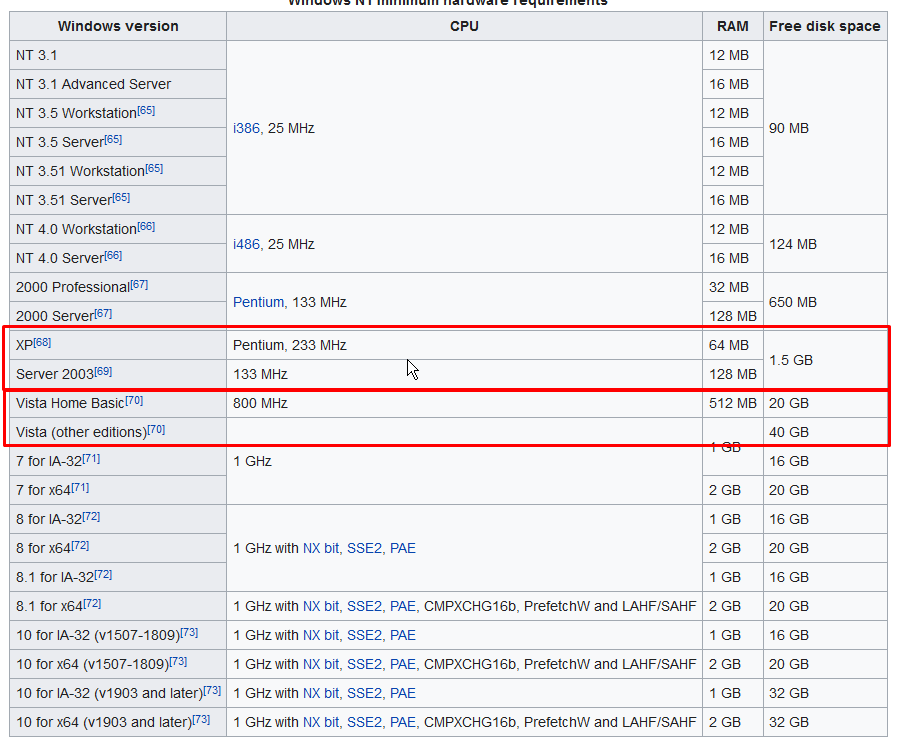 Windows NT minimum hardware requirements
Windows version CPU RAM Free disk space
NT 3.1 12 MB
NT 3.1 Advanced Server 16 MB
NT 3.5 Workstation[65] 12 MB
i386, 25 MHz 90 MB
NT 3.5 Server[65] 16 MB
NT 3.51 Workstation[65] 12 MB
NT 3.51 Server[65] 16 MB
NT 4.0 Workstation[66] 12 MB
i486, 25 MHz 124 MB
NT 4.0 Server[66] 16 MB
2000 Professional[67] 32 MB
Pentium, 133 MHz 650 MB
2000 Server[67] 128 MB
XP[68] Pentium, 233 MHz 64 MB
1.5 GB
Server 2003[69] 133 MHz 128 MB
Vista Home Basic[70] 800 MHz 512 MB 20 GB
Vista (other editions)[70] 40 GB
1 GB
7 for IA-32[71] 1 GHz 16 GB
7 for x64[71] 2 GB 20 GB
8 for IA-32[72] 1 GB 16 GB
8 for x64[72] 1 GHz with NX bit, SSE2, PAE 2 GB 20 GB
8.1 for IA-32[72] 1 GB 16 GB
8.1 for x64[72] 1 GHz with NX bit, SSE2, PAE, CMPXCHG16b, PrefetchW and LAHF/SAHF 2 GB 20 GB
10 for IA-32 (v1507-1809)[73] 1 GHz with NX bit, SSE2, PAE 1 GB 16 GB
10 for x64 (v1507-1809)[73] 1 GHz with NX bit, SSE2, PAE, CMPXCHG16b, PrefetchW and LAHF/SAHF 2 GB 20 GB
10 for IA-32 (v1903 and later)[73] 1 GHz with NX bit, SSE2, PAE 1 GB 32 GB
10 for x64 (v1903 and later)[73] 1 GHz with NX bit, SSE2, PAE, CMPXCHG16b, PrefetchW and LAHF/SAHF 2 GB 32 GB